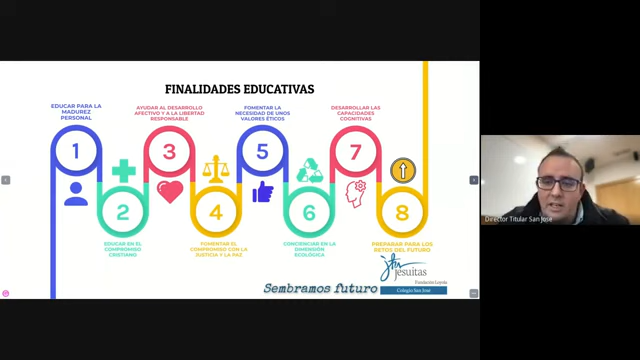 FINALIDADES EDUCATIVAS
EDUCAR PARA LA
MADUREZ
PERSONAL
AYUDAR AL DESARROLLO
AFECTIVO Y A LA LIBERTAD
RESPONSABLE
FOMENTAR LA
NECESIDAD DE UNOS
VALORES ÉTICOS
DESARROLLAR LAS
CAPACIDADES
COGNITIVAS
1
3
5
7
2
4
6
8
EDUCAR EN EL
COMPROMISO
CRISTIANO
FOMENTAR EL
COMPROMISO CON LA
JUSTICIA Y LA PAZ
CONCIENCIAR EN LA
DIMENSIÓN
ECOLÓGICA
PREPARAR PARA LOS
RETOS DEL FUTURO
jesuitas
Fundación Loyola
Colegio San José
Sembramos futuro
Director Titular San José